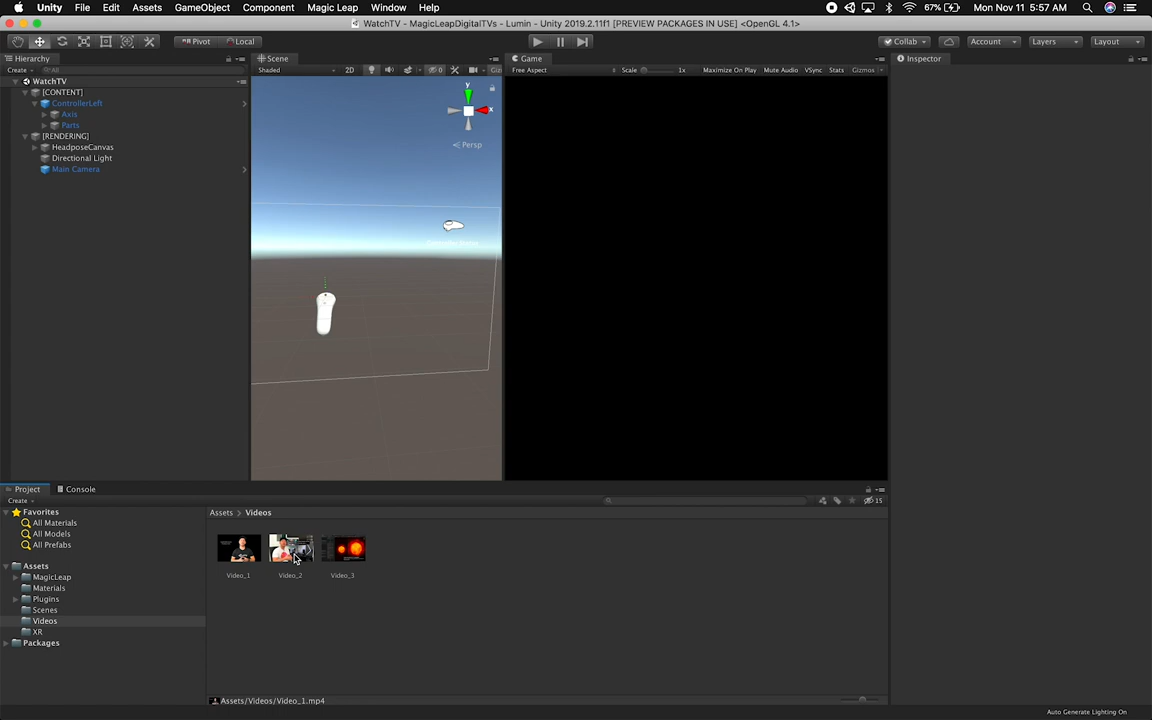 Unity File Edit Assets GameObject Component Magic Leap Window Help 67% Mon Nov 11 5:57 AM
WatchTV - MagicLeapDigitalTVs - Lumin - Unity 2019.2.11f1 [PREVIEW PACKAGES IN USE] <OpenGL 4.1>
Pivot Local Collab Account Layers Layout
Hierarchy Scene Game Inspector
Create All Shaded 2D 0 Giz Free Aspect Scale 1x Maximize On Play Mute Audio VSync Stats Gizmos
WatchTV
[CONTENT]
ControllerLeft
Axis
Parts
[RENDERING]
HeadposeCanvas
Directional Light
Main Camera
y
x
Persp
Project Console
Create 15
Favorites
All Materials
All Models
All Prefabs
Assets
MagicLeap
Materials
Plugins
Scenes
Videos
XR
Packages
Assets > Videos
Video_1 Video_2 Video_3
Assets/Videos/Video_1.mp4
Auto Generate Lighting On